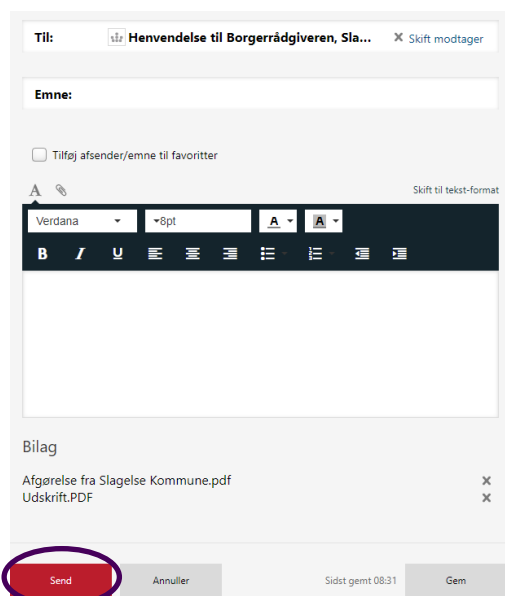 Til: Henvendelse til Borgerrådgiveren, Sla... Skift modtager
Emne:
Tilføj afsender/emne til favoritter
A Skift til tekst-format
Verdana 8pt A A
B I U
Bilag
Afgørelse fra Slagelse Kommune.pdf
Udskrift.PDF
Send Annuller Sidst gemt 08:31 Gem